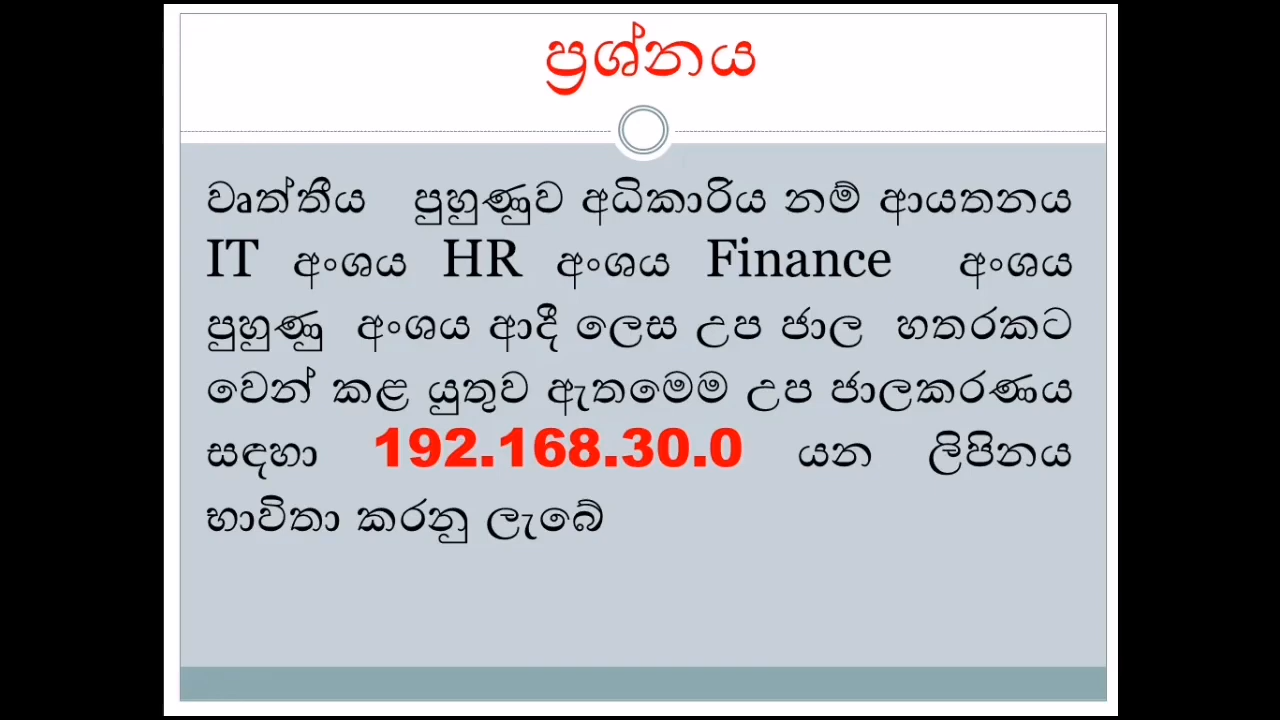 ප්‍රශ්නය
වෘත්තීය පුහුණුව අධිකාරිය නම් ආයතනය
IT අංශය HR අංශය Finance අංශය
පුහුණු අංශය ආදී ලෙස උප ජාල හතරකට
වෙන් කළ යුතුව ඇතමෙම උප ජාලකරණය
සඳහා 192.168.30.0 යන ලිපිනය
භාවිතා කරනු ලැබේ